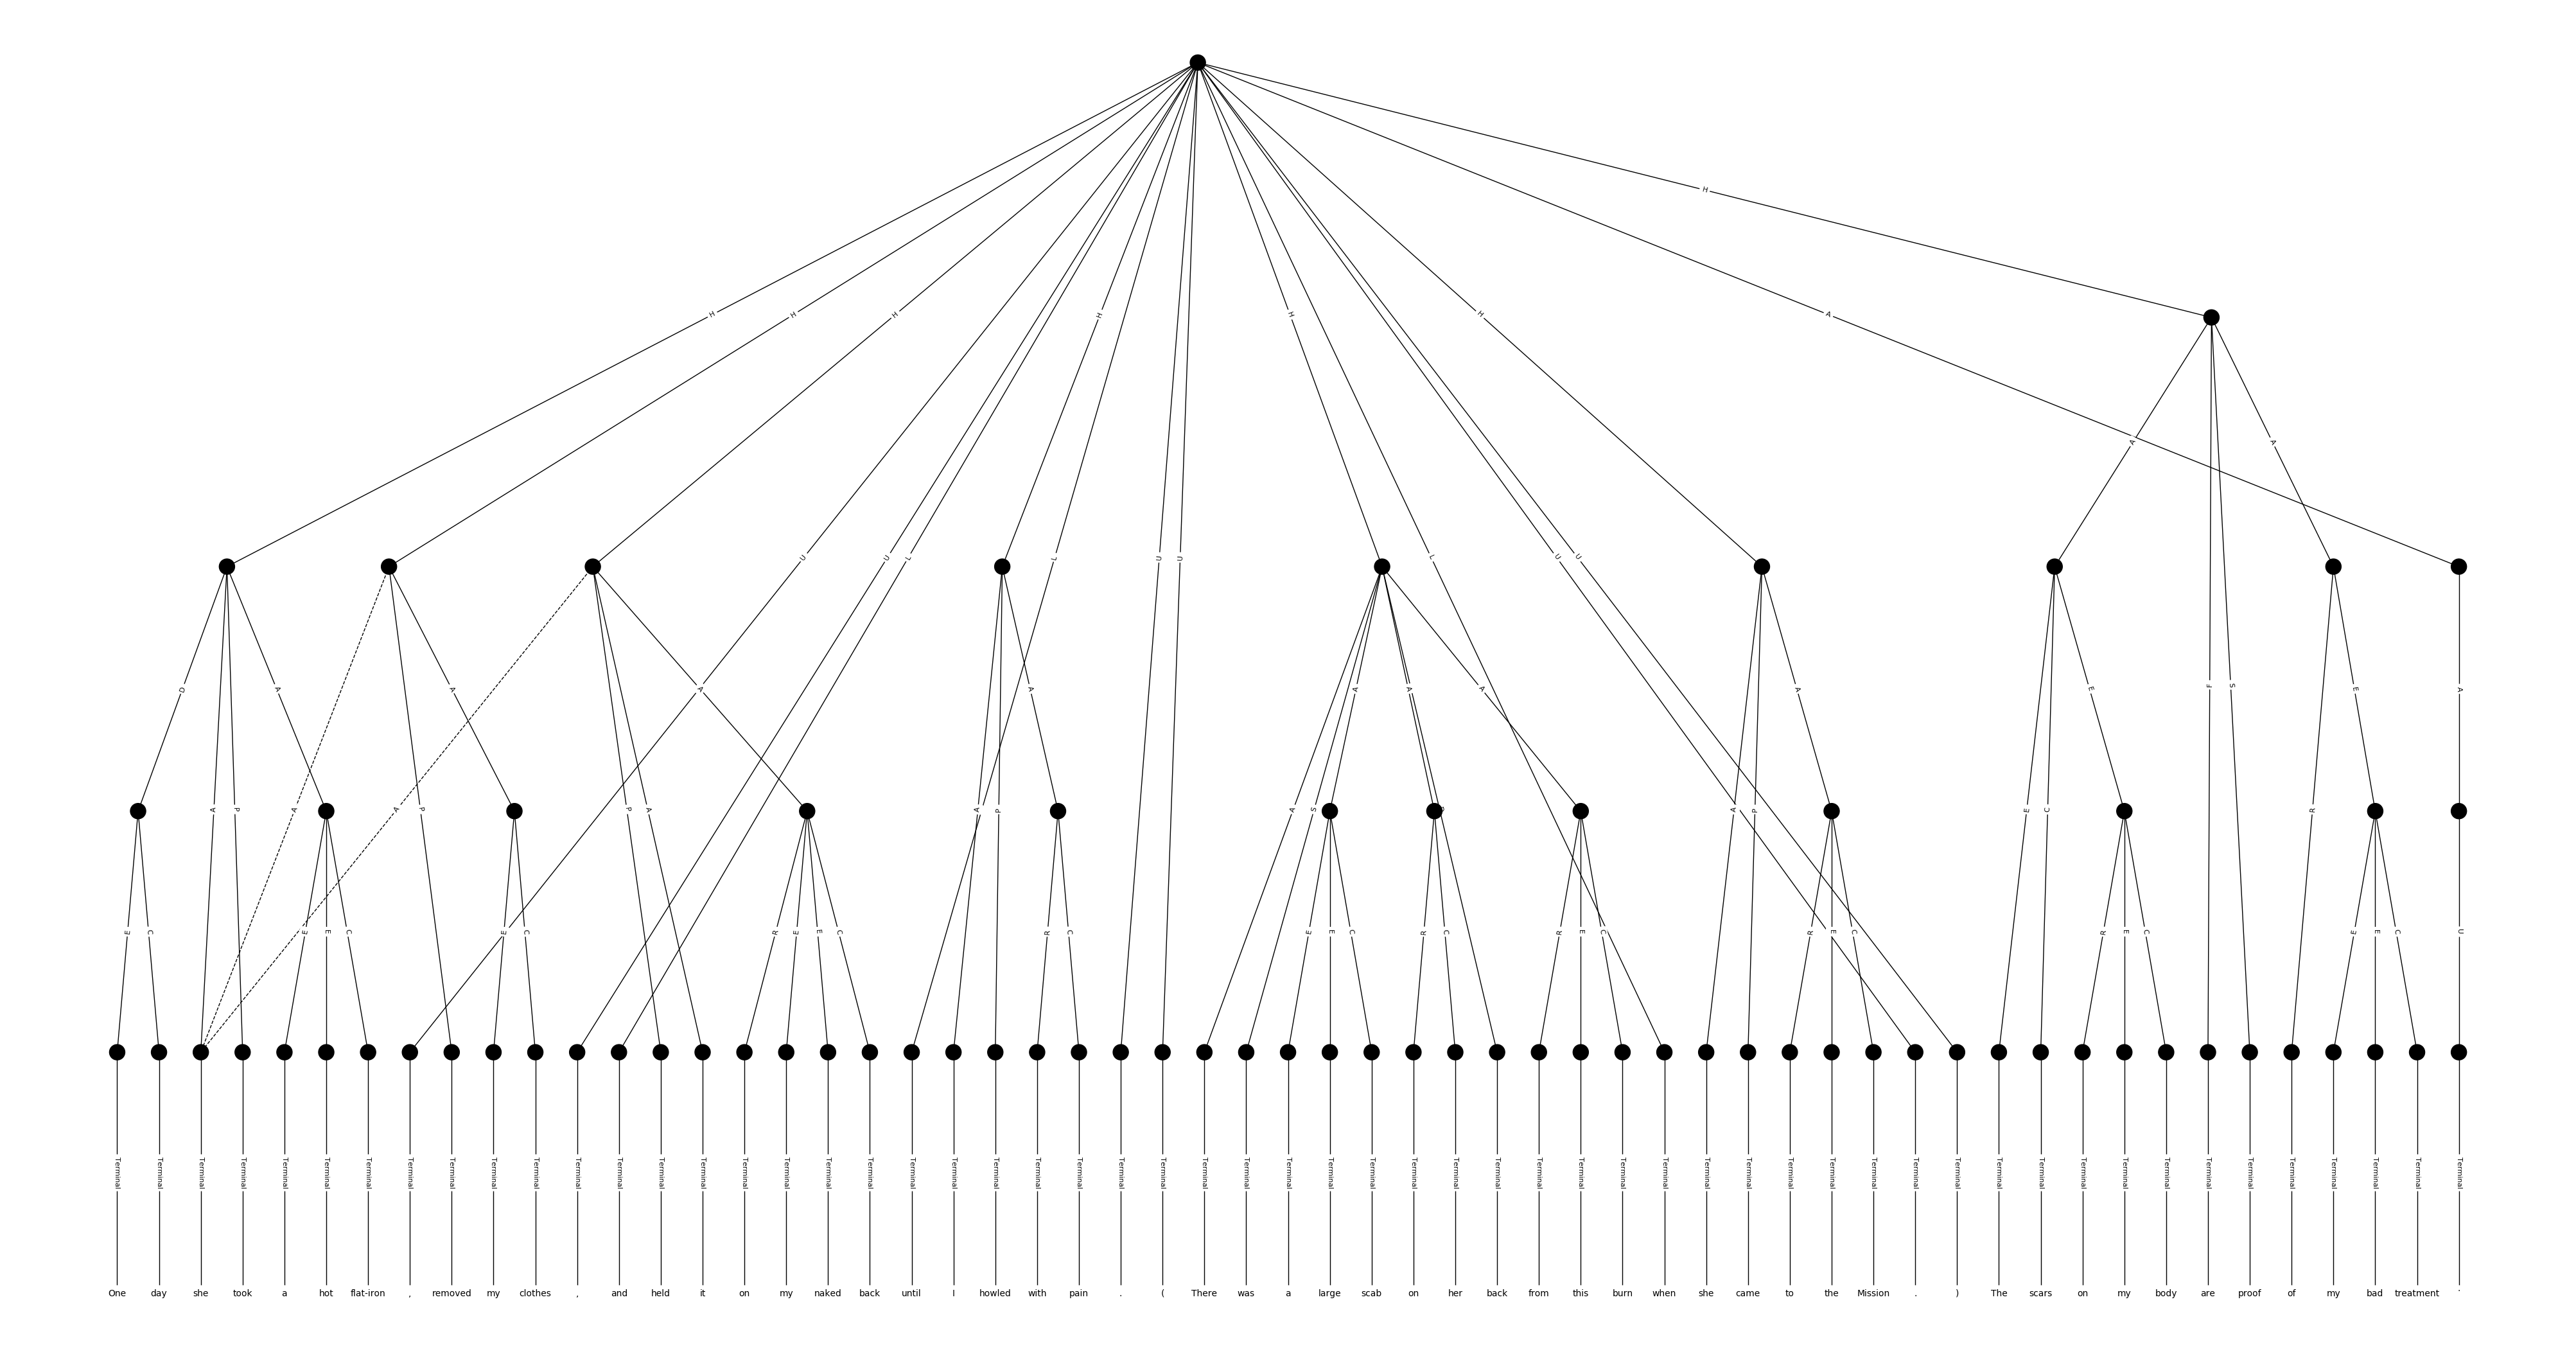 H
H H H H H H A
A A
U U L L U U L U U
D A A A A A A A A E F S E A
A P A A P P A A P A S C D A P E C R
E C E E C E C R E E C R C E E C R C R E C R E C R E C E E C U
Terminal Terminal Terminal Terminal Terminal Terminal Terminal Terminal Terminal Terminal Terminal Terminal Terminal Terminal Terminal Terminal Terminal Terminal Terminal Terminal Terminal Terminal Terminal Terminal Terminal Terminal Terminal Terminal Terminal Terminal Terminal Terminal Terminal Terminal Terminal Terminal Terminal Terminal Terminal Terminal Terminal Terminal Terminal Terminal Terminal Terminal Terminal Terminal Terminal Terminal Terminal Terminal Terminal Terminal Terminal Terminal Terminal
One day she took a hot flat-iron , removed my clothes , and held it on my naked back until I howled with pain . ( There was a large scab on her back from this burn when she came to the Mission . ) The scars on my body are proof of my bad treatment